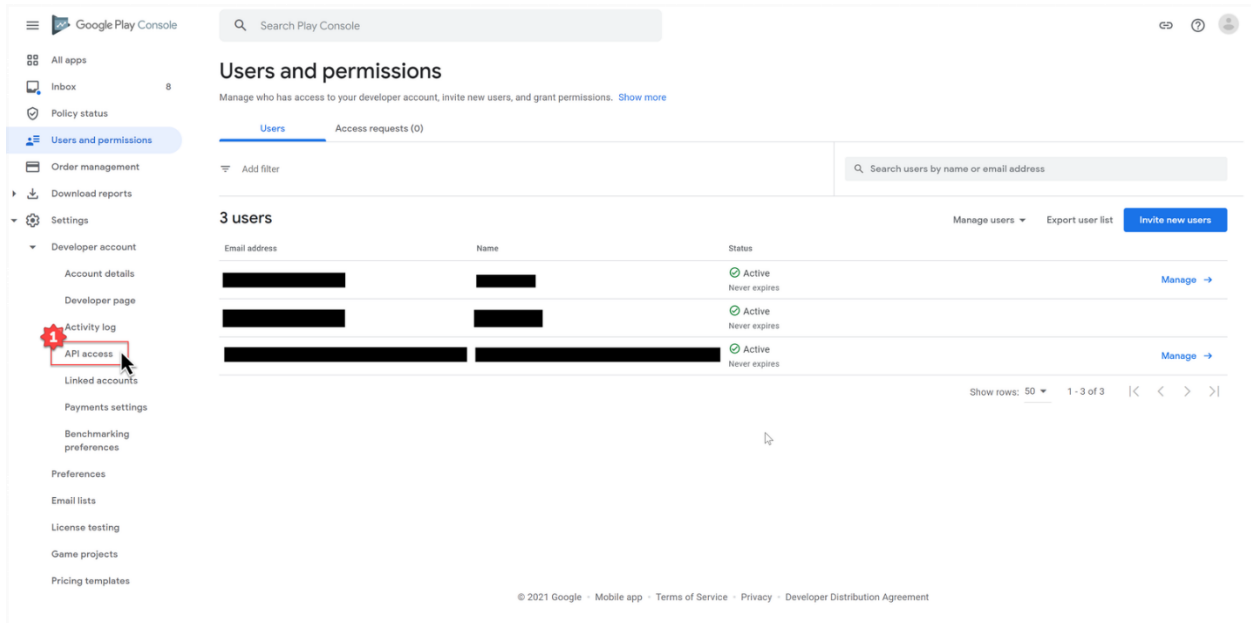 Google Play Console
Search Play Console
All apps
Inbox 8
Policy status
Users and permissions
Order management
Download reports
Settings
Developer account
Account details
Developer page
Activity log
1
API access
Linked accounts
Payments settings
Benchmarking
preferences
Preferences
Email lists
License testing
Game projects
Pricing templates
Users and permissions
Manage who has access to your developer account, invite new users, and grant permissions. Show more
Users Access requests (0)
Add filter
Search users by name or email address
3 users
Manage users Export user list Invite new users
Email address Name Status
Active
Never expires
Manage →
Active
Never expires
Active
Never expires
Manage →
Show rows: 50 1 - 3 of 3
© 2021 Google · Mobile app · Terms of Service · Privacy · Developer Distribution Agreement